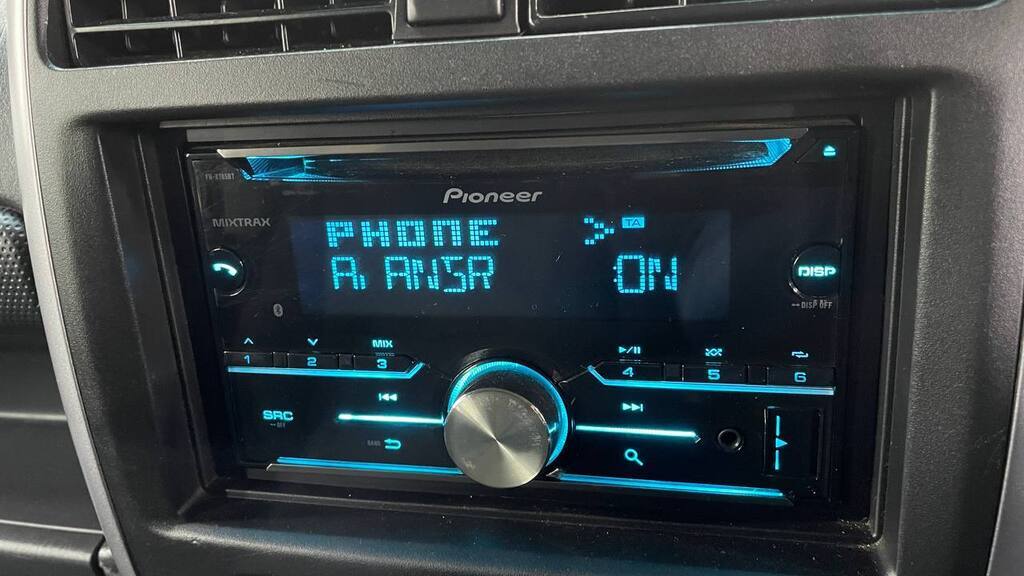 Pioneer
MIXTRAX
PHONE > TA
A. ANSR :ON
DISP
DISP OFF
1 2 MIX 3 4 5 6
SRC
OFF
BAND